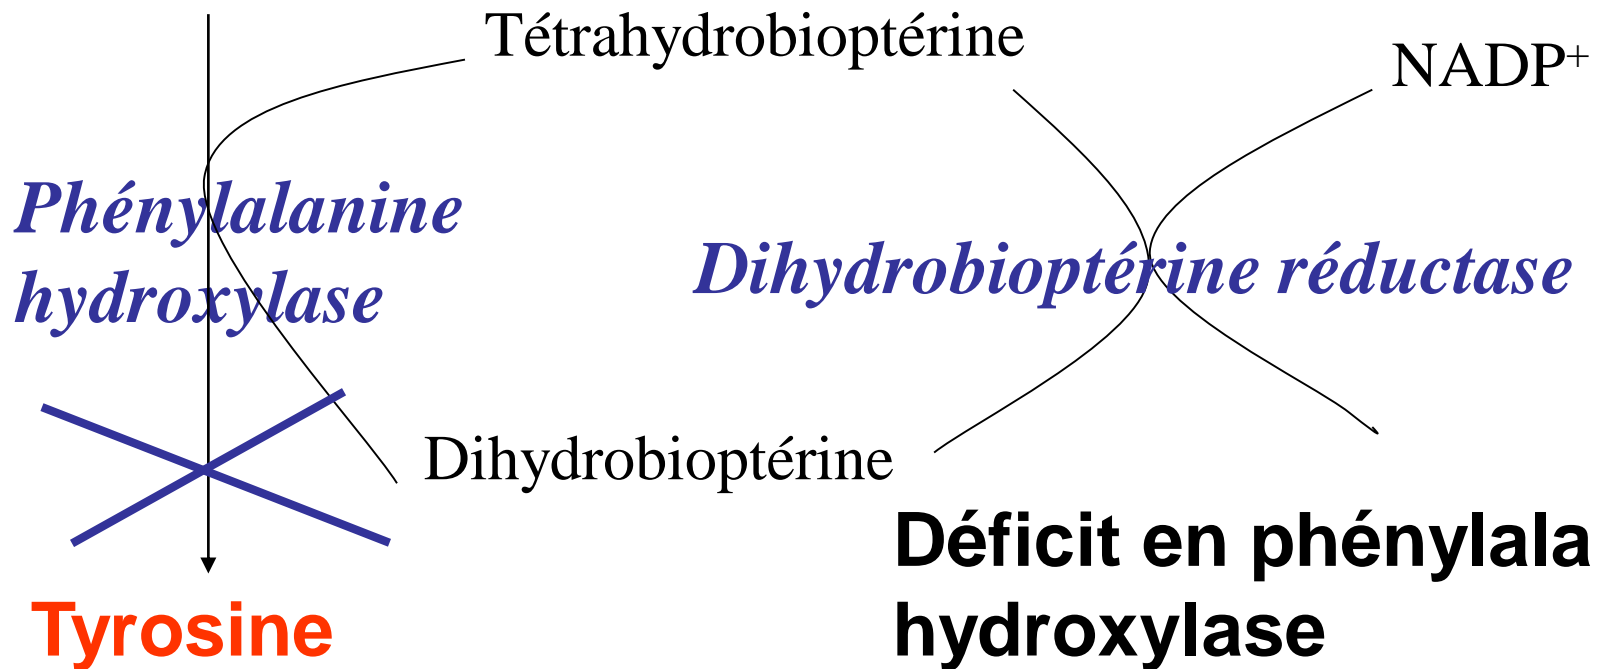 Tétrahydrobioptérine
NADP+
Phénylalanine
hydroxylase
Dihydrobioptérine réductase
Dihydrobioptérine
Déficit en phénylala
hydroxylase
Tyrosine